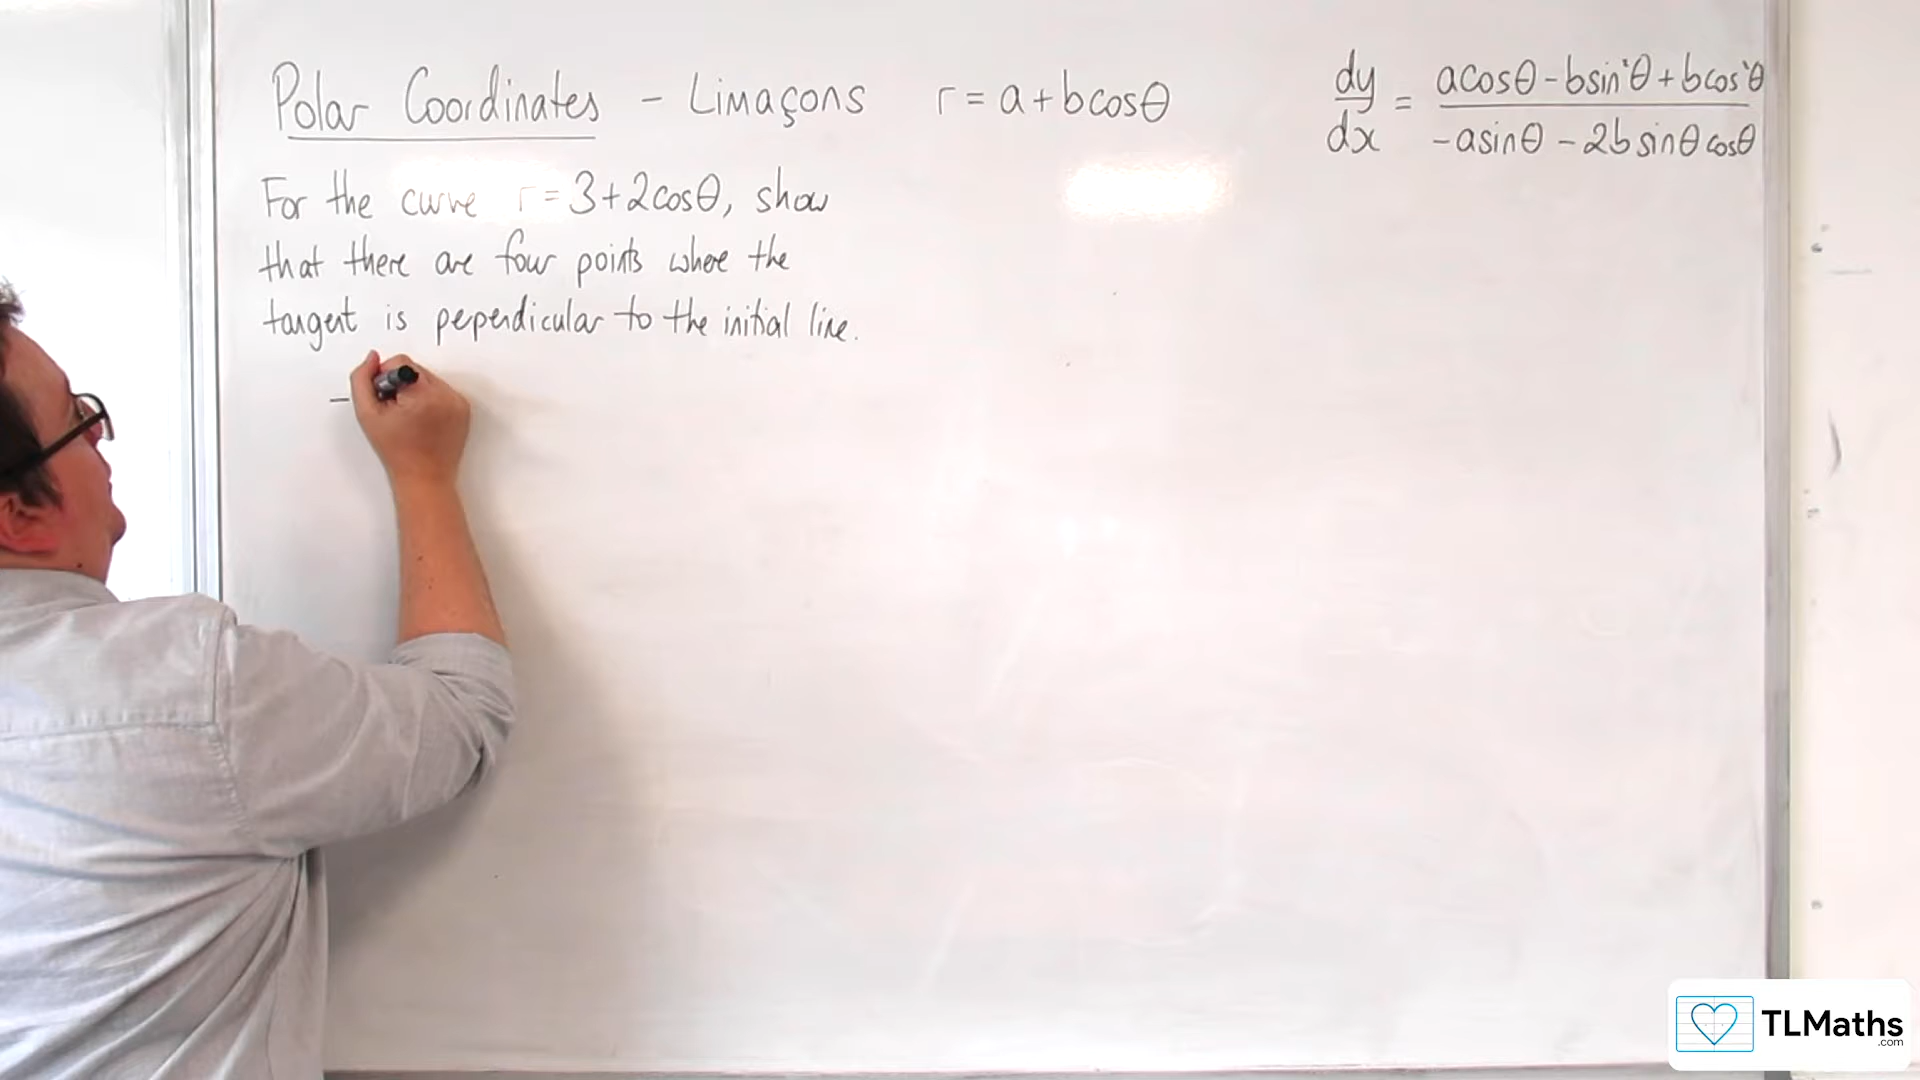 Polar Coordinates - Limaçons r = a + bcosθ
dy/dx = (acosθ - bsin²θ + bcos²θ)/(-asinθ - 2bsinθcosθ)
For the curve r = 3 + 2cosθ, show
that there are four points where the
tangent is pependicular to the initial line.
-
TLMaths
.com